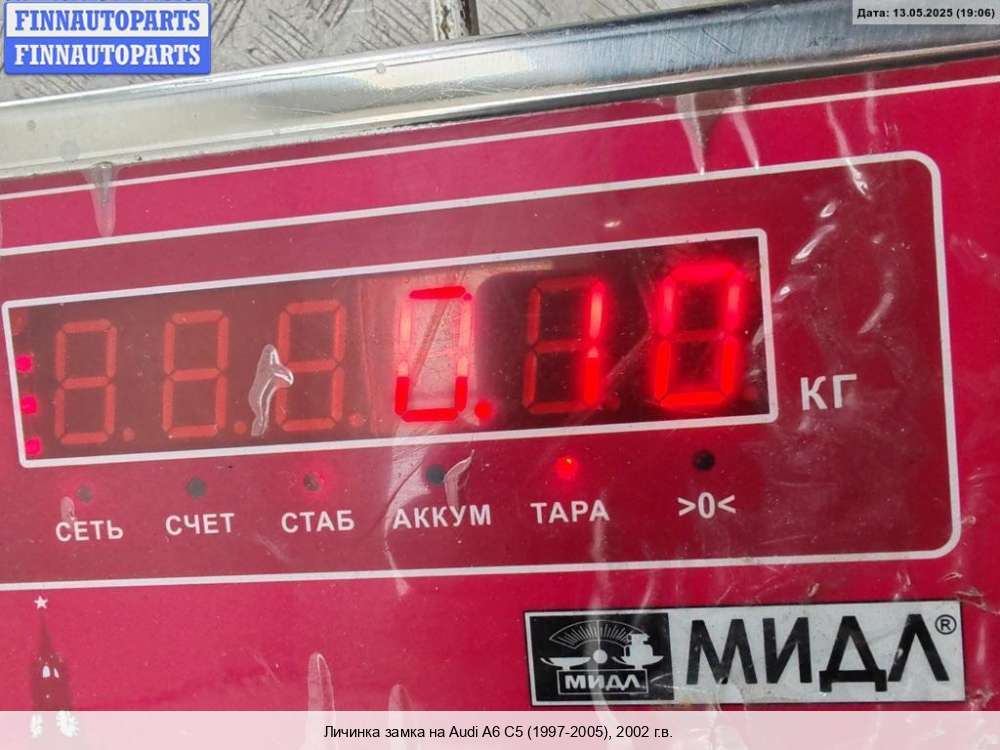 FINNAUTOPARTS
FINNAUTOPARTS
Дата: 13.05.2025 (19:06)
0.10
КГ
СЕТЬ СЧЕТ СТАБ АККУМ ТАРА >0<
МИДЛ
МИДЛ®
Личинка замка на Audi A6 C5 (1997-2005), 2002 г.в.